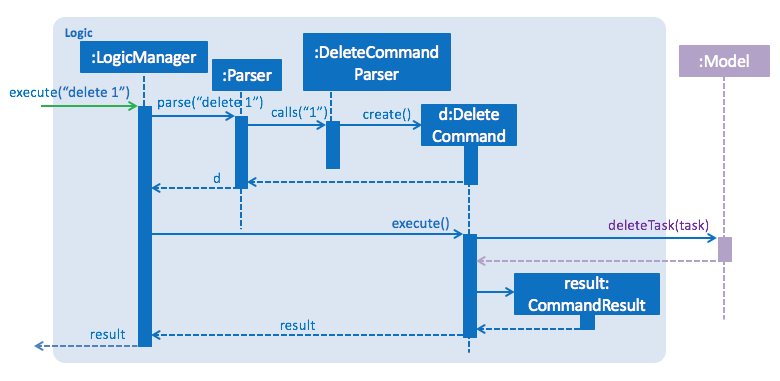 Logic
:LogicManager
:Parser
:DeleteCommand
Parser
:Model
execute(“delete 1”)
parse(“delete 1”)
calls(“1”)
create()
d:Delete
Command
d
execute()
deleteTask(task)
result:
CommandResult
result
result